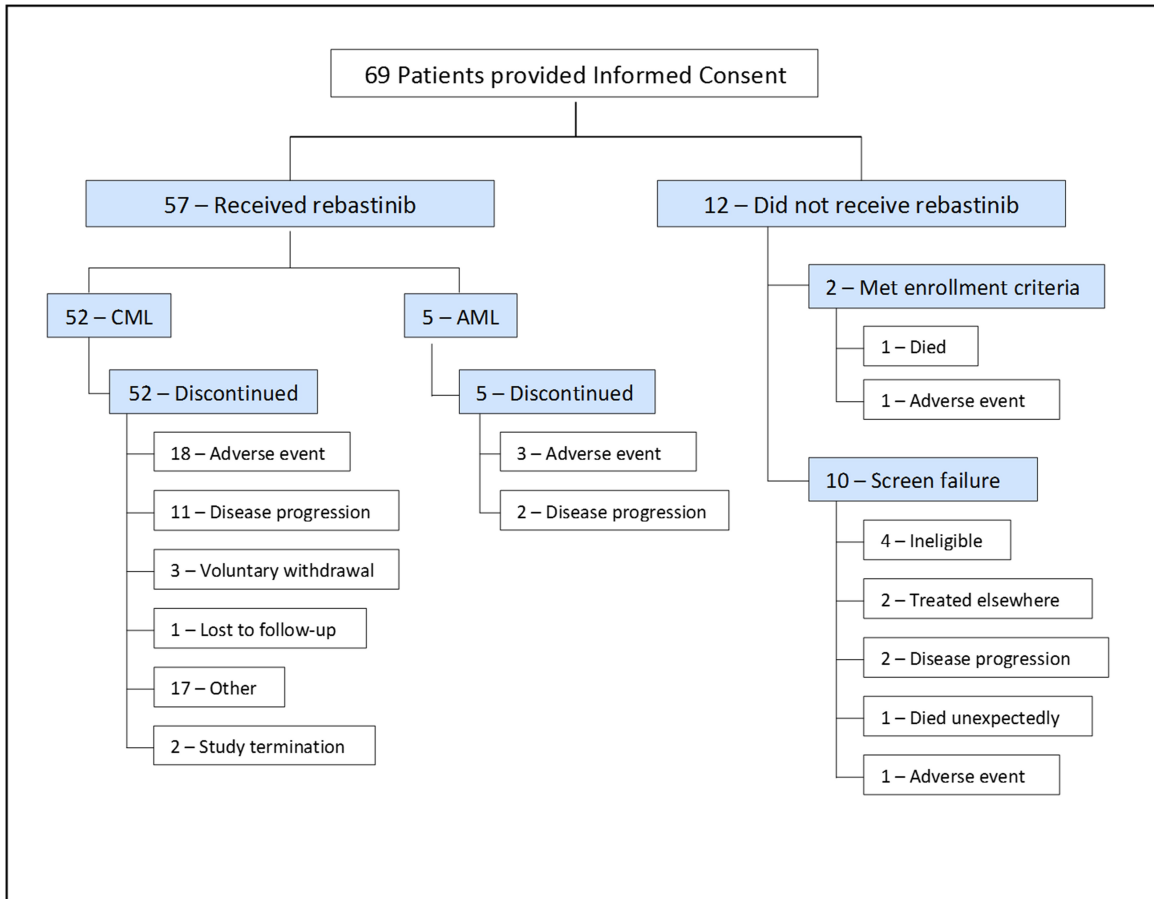 69 Patients provided Informed Consent
57 – Received rebastinib
12 – Did not receive rebastinib
52 – CML
5 – AML
52 – Discontinued
18 – Adverse event
11 – Disease progression
3 – Voluntary withdrawal
1 – Lost to follow-up
17 – Other
2 – Study termination
5 – Discontinued
3 – Adverse event
2 – Disease progression
2 – Met enrollment criteria
1 – Died
1 – Adverse event
10 – Screen failure
4 – Ineligible
2 – Treated elsewhere
2 – Disease progression
1 – Died unexpectedly
1 – Adverse event